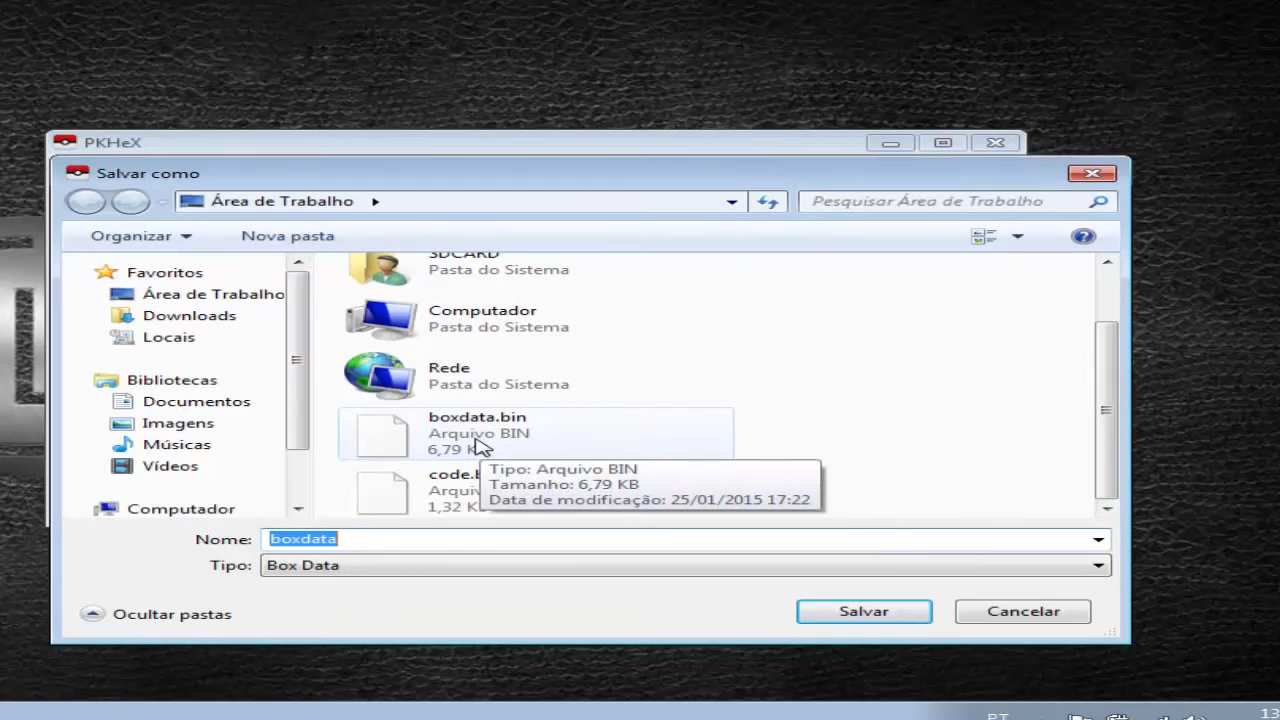 PKHeX
Salvar como
Área de Trabalho
Pesquisar Área de Trabalho
Organizar
Nova pasta
Favoritos
Área de Trabalho
Downloads
Locais
Bibliotecas
Documentos
Imagens
Músicas
Vídeos
Computador
SDCARD
Pasta do Sistema
Computador
Pasta do Sistema
Rede
Pasta do Sistema
boxdata.bin
Arquivo BIN
6,79
Tipo: Arquivo BIN
Tamanho: 6,79 KB
Data de modificação: 25/01/2015 17:22
1,32
Nome: boxdata
Tipo: Box Data
Ocultar pastas
Salvar
Cancelar
PT
13